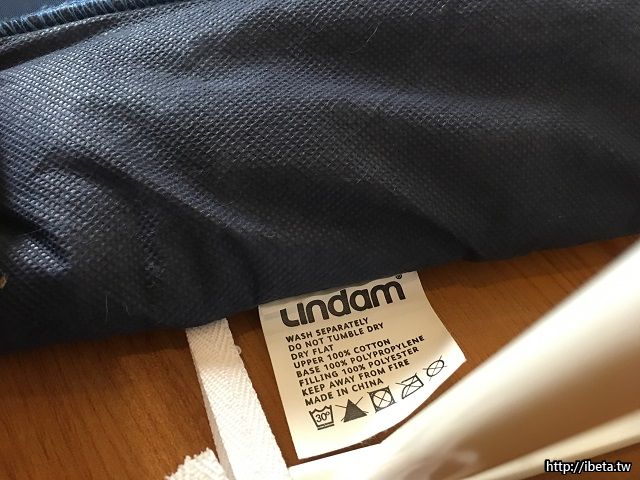 Lindam®
WASH SEPARATELY
DO NOT TUMBLE DRY
DRY FLAT
UPPER 100% COTTON
BASE 100% POLYPROPYLENE
FILLING 100% POLYESTER
KEEP AWAY FROM FIRE
MADE IN CHINA
30°
http://ibeta.tw